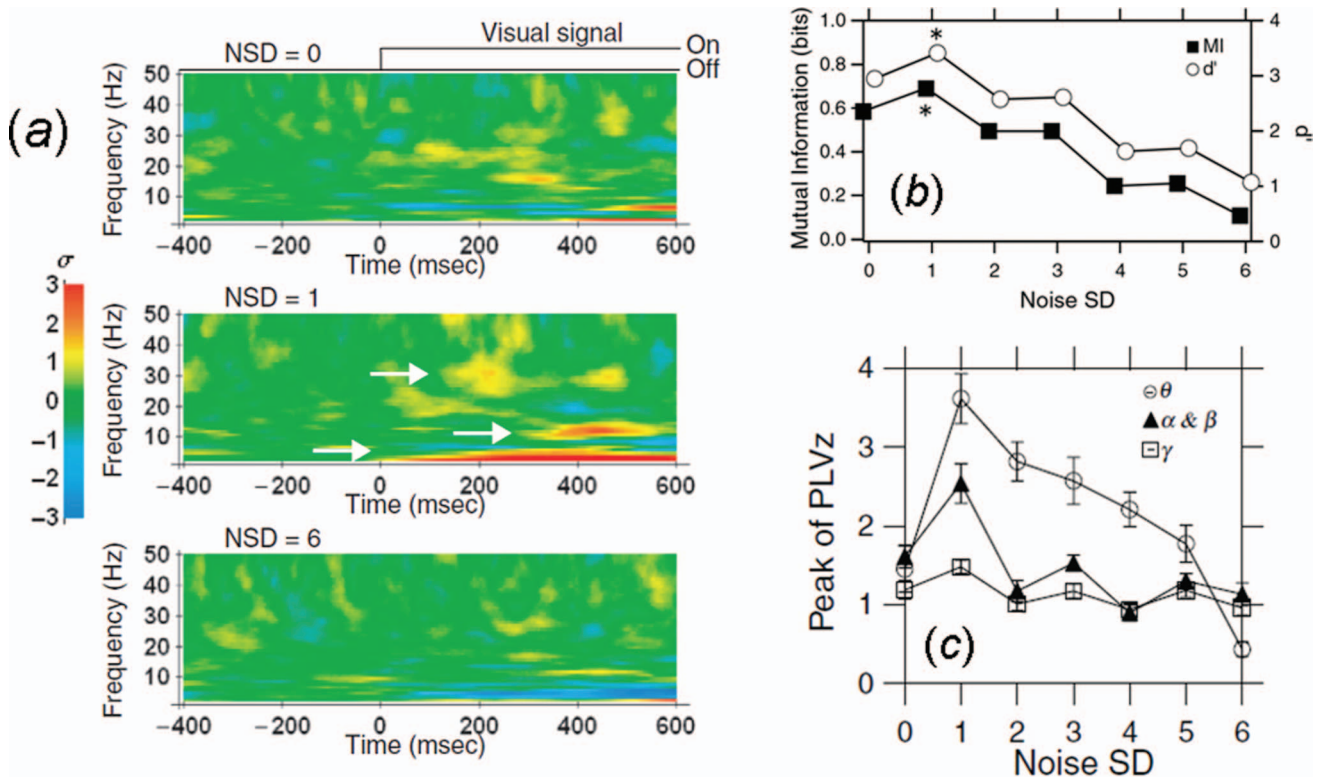 (a)
Visual signal
NSD = 0
On
Off
Frequency (Hz)
50
40
30
20
10
−400 −200 0 200 400 600
Time (msec)
σ
3
2
1
0
−1
−2
−3
NSD = 1
Frequency (Hz)
50
40
30
20
10
−400 −200 0 200 400 600
Time (msec)
NSD = 6
Frequency (Hz)
50
40
30
20
10
−400 −200 0 200 400 600
Time (msec)
(b)
Mutual Information (bits)
1.0
0.8
0.6
0.4
0.2
0.0
*
*
MI
d'
4
3
2
1
0
d'
0 1 2 3 4 5 6
Noise SD
(c)
Peak of PLVz
4
3
2
1
0
θ
α & β
γ
0 1 2 3 4 5 6
Noise SD